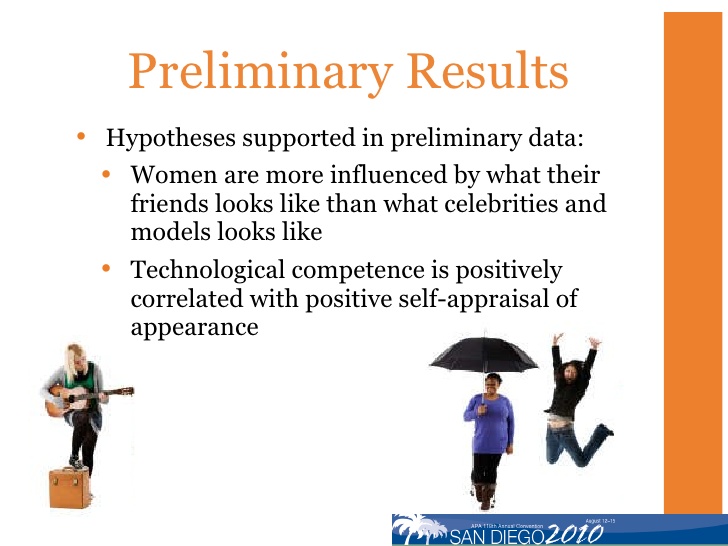 Preliminary Results
• Hypotheses supported in preliminary data:
• Women are more influenced by what their
friends looks like than what celebrities and
models looks like
• Technological competence is positively
correlated with positive self-appraisal of
appearance
August 12–15
APA 118th Annual Convention
SAN DIEGO 2010